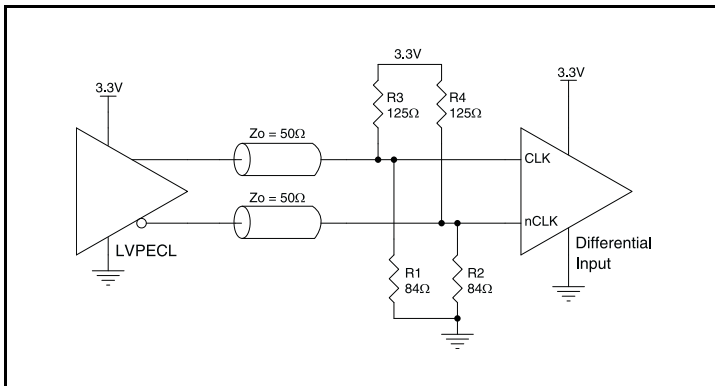 3.3V
3.3V
3.3V
R3
125Ω
R4
125Ω
Zo = 50Ω
CLK
Zo = 50Ω
nCLK
LVPECL
Differential
Input
R1
84Ω
R2
84Ω